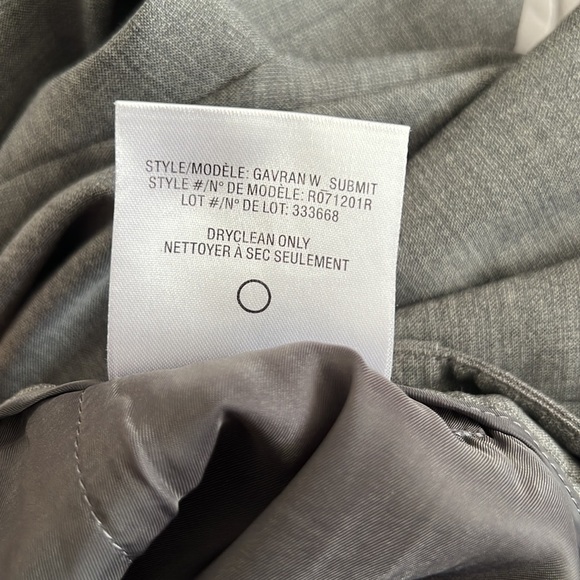 STYLE/MODÈLE: GAVRAN W_SUBMIT
STYLE #/N° DE MODÈLE: R071201R
LOT #/N° DE LOT: 333668
DRYCLEAN ONLY
NETTOYER À SEC SEULEMENT